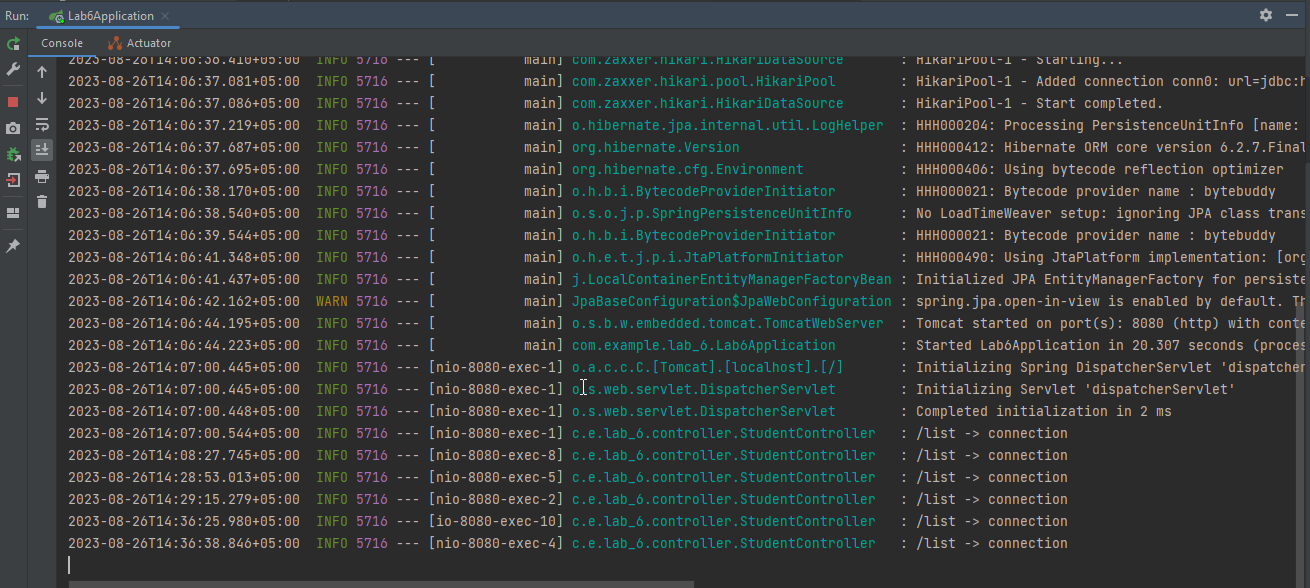 Run: Lab6Application
Console Actuator
2023-08-26T14:06:36.410+05:00 INFO 5716 --- [ main] com.zaxxer.hikari.HikariDataSource : HikariPool-1 - Starting...
2023-08-26T14:06:37.081+05:00 INFO 5716 --- [ main] com.zaxxer.hikari.pool.HikariPool : HikariPool-1 - Added connection conn0: url=jdbc:h
2023-08-26T14:06:37.086+05:00 INFO 5716 --- [ main] com.zaxxer.hikari.HikariDataSource : HikariPool-1 - Start completed.
2023-08-26T14:06:37.219+05:00 INFO 5716 --- [ main] o.hibernate.jpa.internal.util.LogHelper : HHH000204: Processing PersistenceUnitInfo [name:
2023-08-26T14:06:37.687+05:00 INFO 5716 --- [ main] org.hibernate.Version : HHH000412: Hibernate ORM core version 6.2.7.Final
2023-08-26T14:06:37.695+05:00 INFO 5716 --- [ main] org.hibernate.cfg.Environment : HHH000406: Using bytecode reflection optimizer
2023-08-26T14:06:38.170+05:00 INFO 5716 --- [ main] o.h.b.i.BytecodeProviderInitiator : HHH000021: Bytecode provider name : bytebuddy
2023-08-26T14:06:38.540+05:00 INFO 5716 --- [ main] o.s.o.j.p.SpringPersistenceUnitInfo : No LoadTimeWeaver setup: ignoring JPA class trans
2023-08-26T14:06:39.544+05:00 INFO 5716 --- [ main] o.h.b.i.BytecodeProviderInitiator : HHH000021: Bytecode provider name : bytebuddy
2023-08-26T14:06:41.348+05:00 INFO 5716 --- [ main] o.h.e.t.j.p.i.JtaPlatformInitiator : HHH000490: Using JtaPlatform implementation: [org
2023-08-26T14:06:41.437+05:00 INFO 5716 --- [ main] j.LocalContainerEntityManagerFactoryBean : Initialized JPA EntityManagerFactory for persiste
2023-08-26T14:06:42.162+05:00 WARN 5716 --- [ main] JpaBaseConfiguration$JpaWebConfiguration : spring.jpa.open-in-view is enabled by default. Th
2023-08-26T14:06:44.195+05:00 INFO 5716 --- [ main] o.s.b.w.embedded.tomcat.TomcatWebServer : Tomcat started on port(s): 8080 (http) with conte
2023-08-26T14:06:44.223+05:00 INFO 5716 --- [ main] com.example.lab_6.Lab6Application : Started Lab6Application in 20.307 seconds (proces
2023-08-26T14:07:00.445+05:00 INFO 5716 --- [nio-8080-exec-1] o.a.c.c.C.[Tomcat].[localhost].[/] : Initializing Spring DispatcherServlet 'dispatcher
2023-08-26T14:07:00.445+05:00 INFO 5716 --- [nio-8080-exec-1] o.s.web.servlet.DispatcherServlet : Initializing Servlet 'dispatcherServlet'
2023-08-26T14:07:00.448+05:00 INFO 5716 --- [nio-8080-exec-1] o.s.web.servlet.DispatcherServlet : Completed initialization in 2 ms
2023-08-26T14:07:00.544+05:00 INFO 5716 --- [nio-8080-exec-1] c.e.lab_6.controller.StudentController : /list -> connection
2023-08-26T14:08:27.745+05:00 INFO 5716 --- [nio-8080-exec-8] c.e.lab_6.controller.StudentController : /list -> connection
2023-08-26T14:28:53.013+05:00 INFO 5716 --- [nio-8080-exec-5] c.e.lab_6.controller.StudentController : /list -> connection
2023-08-26T14:29:15.279+05:00 INFO 5716 --- [nio-8080-exec-2] c.e.lab_6.controller.StudentController : /list -> connection
2023-08-26T14:36:25.980+05:00 INFO 5716 --- [io-8080-exec-10] c.e.lab_6.controller.StudentController : /list -> connection
2023-08-26T14:36:38.846+05:00 INFO 5716 --- [nio-8080-exec-4] c.e.lab_6.controller.StudentController : /list -> connection